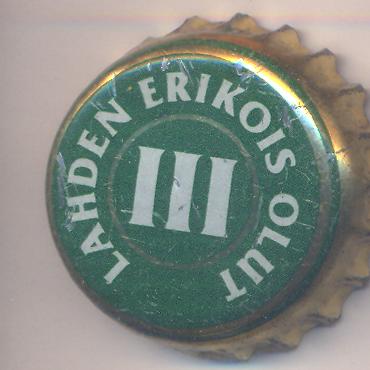 LAHDEN ERIKOIS OLUT
III